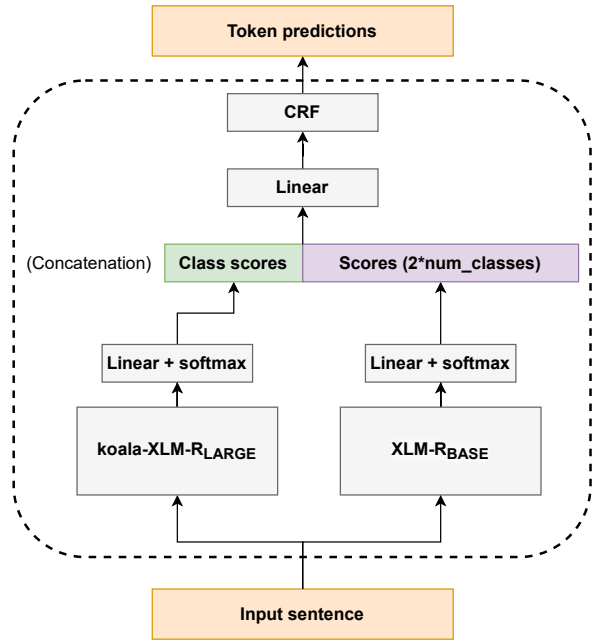 Token predictions
CRF
Linear
(Concatenation) Class scores Scores (2*num_classes)
Linear + softmax Linear + softmax
koala-XLM-RLARGE XLM-RBASE
Input sentence